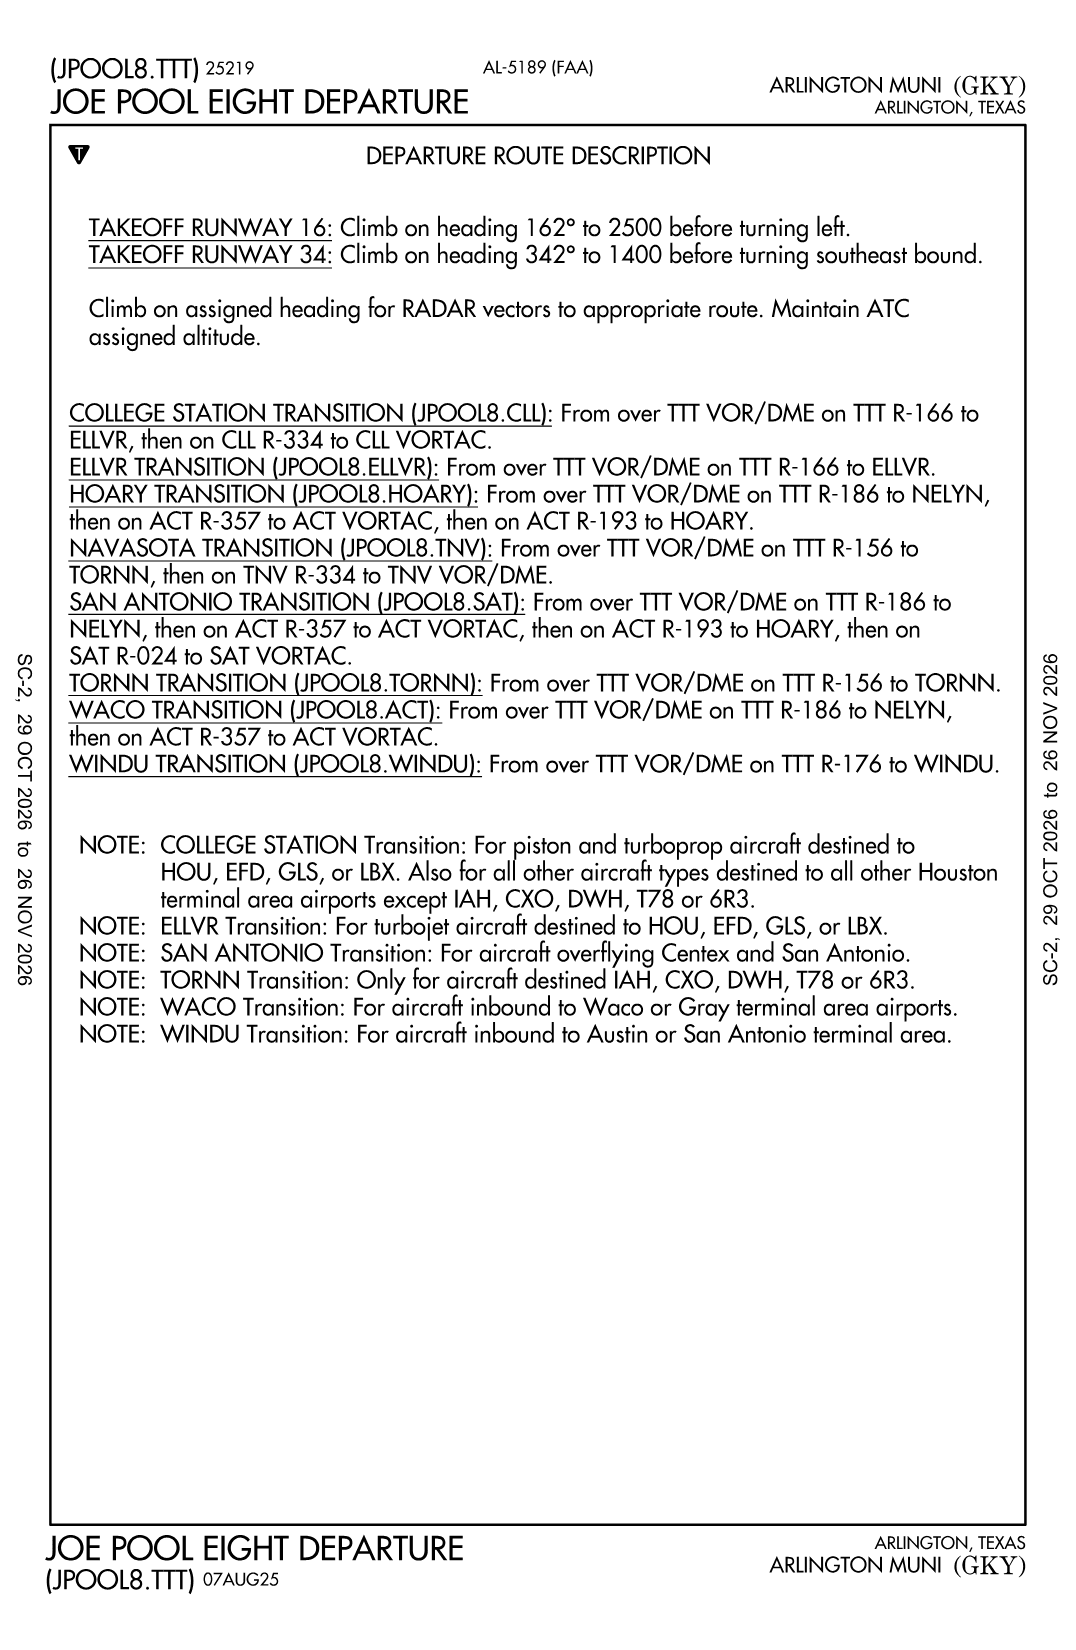 (JPOOL8.TTT) 25219
AL-5189 (FAA)
JOE POOL EIGHT DEPARTURE
ARLINGTON MUNI (GKY)
ARLINGTON, TEXAS
T
DEPARTURE ROUTE DESCRIPTION
TAKEOFF RUNWAY 16: Climb on heading 162° to 2500 before turning left.
TAKEOFF RUNWAY 34: Climb on heading 342° to 1400 before turning southeast bound.
Climb on assigned heading for RADAR vectors to appropriate route. Maintain ATC
assigned altitude.
COLLEGE STATION TRANSITION (JPOOL8.CLL): From over TTT VOR/DME on TTT R-166 to
ELLVR, then on CLL R-334 to CLL VORTAC.
ELLVR TRANSITION (JPOOL8.ELLVR): From over TTT VOR/DME on TTT R-166 to ELLVR.
HOARY TRANSITION (JPOOL8.HOARY): From over TTT VOR/DME on TTT R-186 to NELYN,
then on ACT R-357 to ACT VORTAC, then on ACT R-193 to HOARY.
NAVASOTA TRANSITION (JPOOL8.TNV): From over TTT VOR/DME on TTT R-156 to
TORNN, then on TNV R-334 to TNV VOR/DME.
SAN ANTONIO TRANSITION (JPOOL8.SAT): From over TTT VOR/DME on TTT R-186 to
NELYN, then on ACT R-357 to ACT VORTAC, then on ACT R-193 to HOARY, then on
SAT R-024 to SAT VORTAC.
TORNN TRANSITION (JPOOL8.TORNN): From over TTT VOR/DME on TTT R-156 to TORNN.
WACO TRANSITION (JPOOL8.ACT): From over TTT VOR/DME on TTT R-186 to NELYN,
then on ACT R-357 to ACT VORTAC.
WINDU TRANSITION (JPOOL8.WINDU): From over TTT VOR/DME on TTT R-176 to WINDU.
NOTE: COLLEGE STATION Transition: For piston and turboprop aircraft destined to
HOU, EFD, GLS, or LBX. Also for all other aircraft types destined to all other Houston
terminal area airports except IAH, CXO, DWH, T78 or 6R3.
NOTE: ELLVR Transition: For turbojet aircraft destined to HOU, EFD, GLS, or LBX.
NOTE: SAN ANTONIO Transition: For aircraft overflying Centex and San Antonio.
NOTE: TORNN Transition: Only for aircraft destined IAH, CXO, DWH, T78 or 6R3.
NOTE: WACO Transition: For aircraft inbound to Waco or Gray terminal area airports.
NOTE: WINDU Transition: For aircraft inbound to Austin or San Antonio terminal area.
SC-2, 29 OCT 2026 to 26 NOV 2026
SC-2, 29 OCT 2026 to 26 NOV 2026
JOE POOL EIGHT DEPARTURE
(JPOOL8.TTT) 07AUG25
ARLINGTON, TEXAS
ARLINGTON MUNI (GKY)